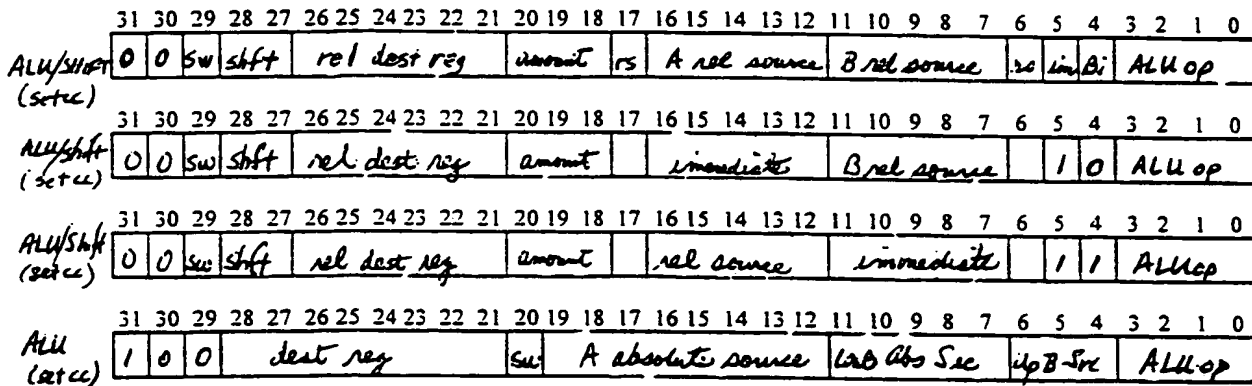 31 30 29 28 27 26 25 24 23 22 21 20 19 18 17 16 15 14 13 12 11 10 9 8 7 6 5 4 3 2 1 0
ALU/SHIFT 0 0 sw shft rel dest reg amount rs A rel source B rel source im Bi ALU op
(setcc)
31 30 29 28 27 26 25 24 23 22 21 20 19 18 17 16 15 14 13 12 11 10 9 8 7 6 5 4 3 2 1 0
ALU/shft 0 0 sw shft rel dest reg amount immediate B rel source 1 0 ALU op
(setcc)
31 30 29 28 27 26 25 24 23 22 21 20 19 18 17 16 15 14 13 12 11 10 9 8 7 6 5 4 3 2 1 0
ALU/Shft 0 0 sw shft rel dest reg amount rel source immediate 1 1 ALUop
(setcc)
31 30 29 28 27 26 25 24 23 22 21 20 19 18 17 16 15 14 13 12 11 10 9 8 7 6 5 4 3 2 1 0
ALU 1 0 0 dest reg sw A absolute source B Abs Src B Src ALU op
(setcc)